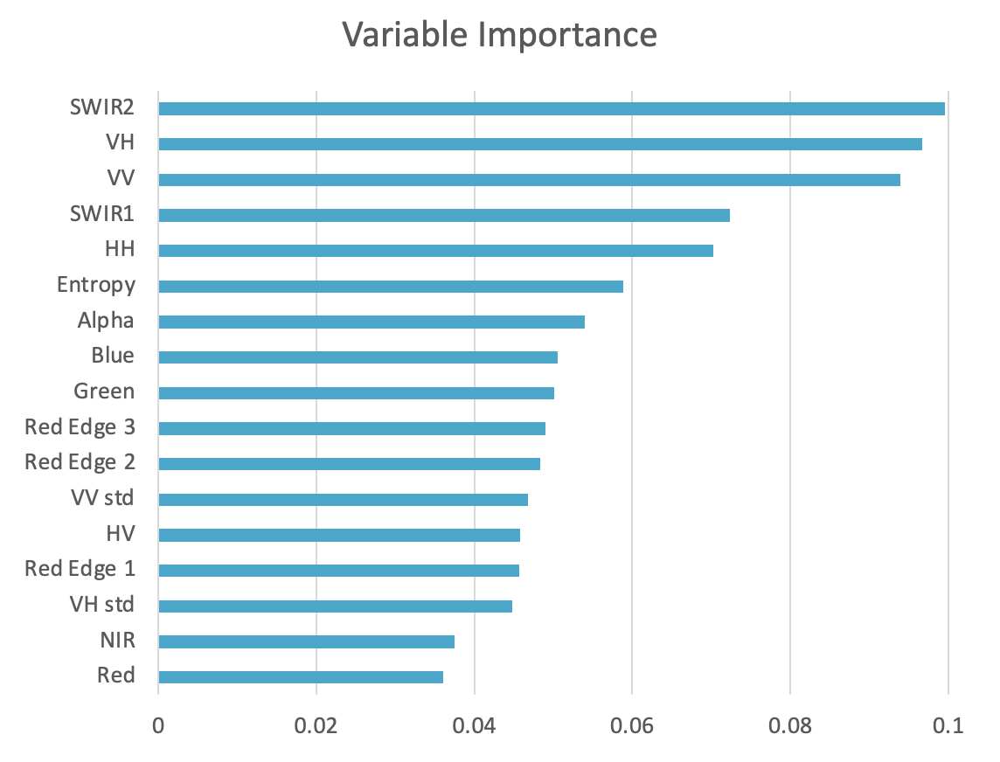 Variable Importance
SWIR2
VH
VV
SWIR1
HH
Entropy
Alpha
Blue
Green
Red Edge 3
Red Edge 2
VV std
HV
Red Edge 1
VH std
NIR
Red
0 0.02 0.04 0.06 0.08 0.1